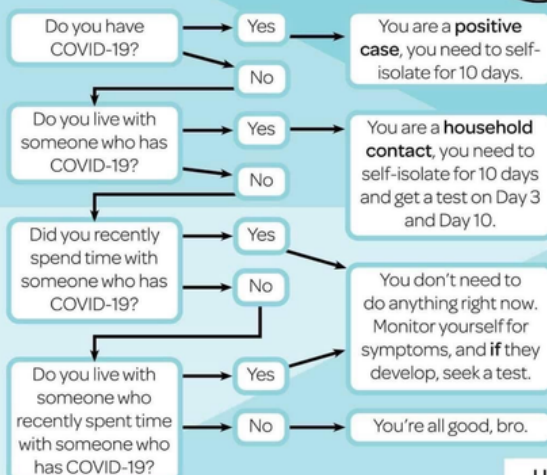 Do you have
COVID-19?
Yes
No
You are a positive
case, you need to self-
isolate for 10 days.
Do you live with
someone who has
COVID-19?
Yes
No
You are a household
contact, you need to
self-isolate for 10 days
and get a test on Day 3
and Day 10.
Did you recently
spend time with
someone who has
COVID-19?
Yes
No
You don't need to
do anything right now.
Monitor yourself for
symptoms, and if they
develop, seek a test.
Do you live with
someone who
recently spent time
with someone who
has COVID-19?
Yes
No
You're all good, bro.